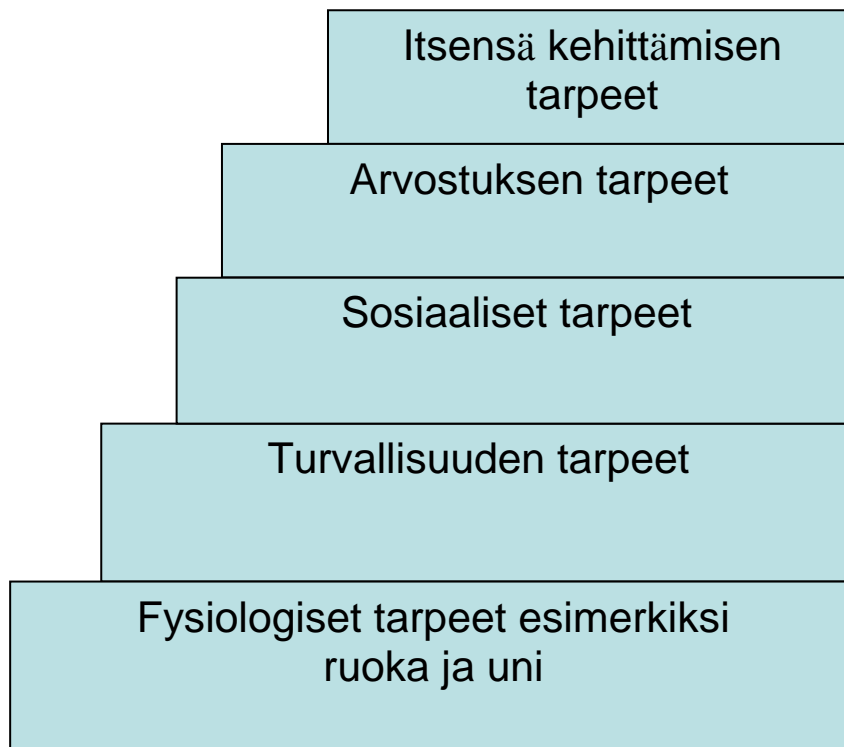 Itsensä kehittämisen
tarpeet
Arvostuksen tarpeet
Sosiaaliset tarpeet
Turvallisuuden tarpeet
Fysiologiset tarpeet esimerkiksi
ruoka ja uni